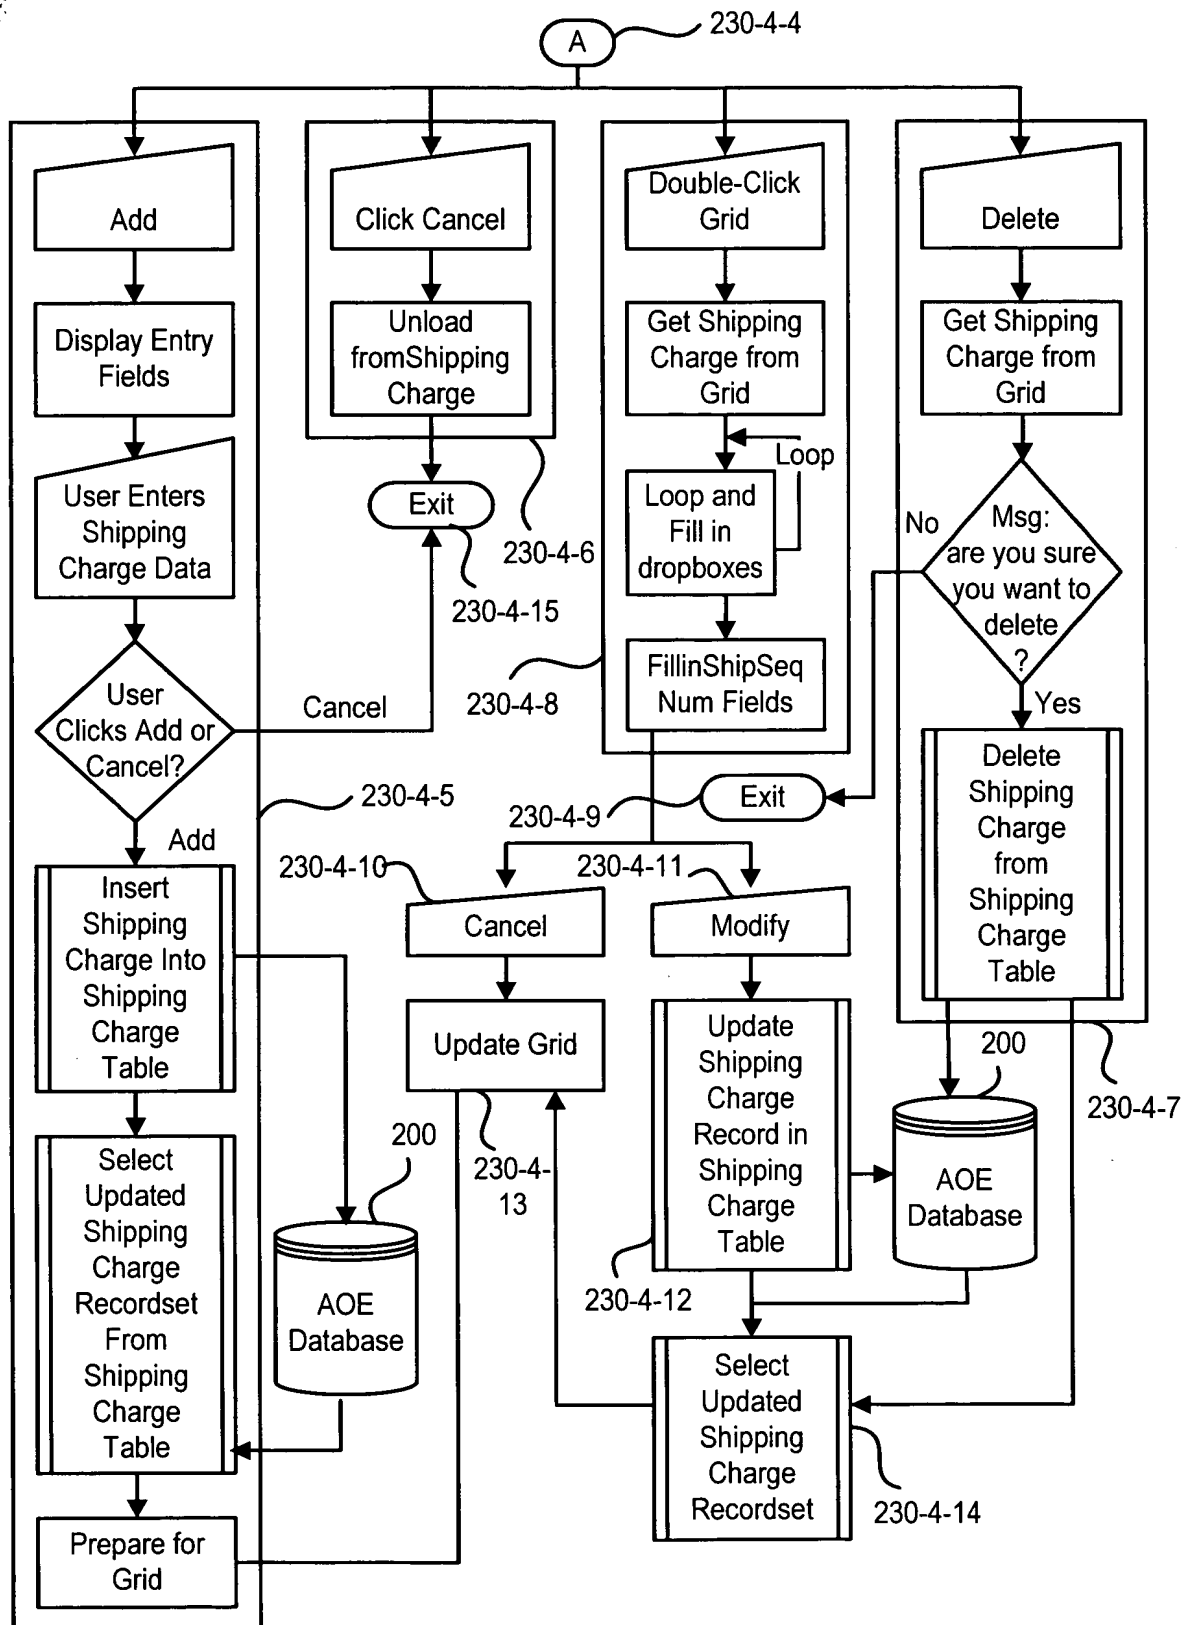 A
230-4-4
Add
Click Cancel
Double-Click
Grid
Delete
Display Entry
Fields
Unload
fromShipping
Charge
Get Shipping
Charge from
Grid
Get Shipping
Charge from
Grid
Loop
User Enters
Shipping
Charge Data
Exit
230-4-6
230-4-15
Loop and
Fill in
dropboxes
No
Msg:
are you sure
you want to
delete
?
Yes
User
Clicks Add or
Cancel?
Cancel
230-4-8
FillinShipSeq
Num Fields
230-4-5
230-4-9
Exit
Delete
Shipping
Charge
from
Shipping
Charge
Table
Add
230-4-10
230-4-11
Insert
Shipping
Charge Into
Shipping
Charge
Table
Cancel
Modify
Update Grid
Update
Shipping
Charge
Record in
Shipping
Charge
Table
200
230-4-7
AOE
Database
Select
Updated
Shipping
Charge
Recordset
From
Shipping
Charge
Table
200
230-4-
13
AOE
Database
230-4-12
Select
Updated
Shipping
Charge
Recordset
230-4-14
Prepare for
Grid